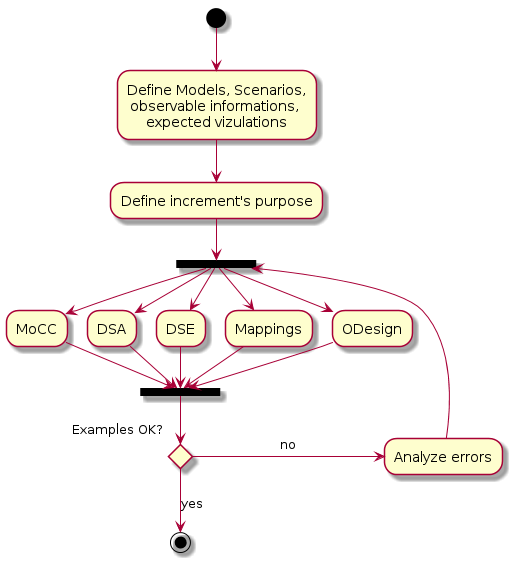 Define Models, Scenarios,
observable informations,
expected vizulations
Define increment's purpose
MoCC
DSA
DSE
Mappings
ODesign
Examples OK?
no
Analyze errors
yes